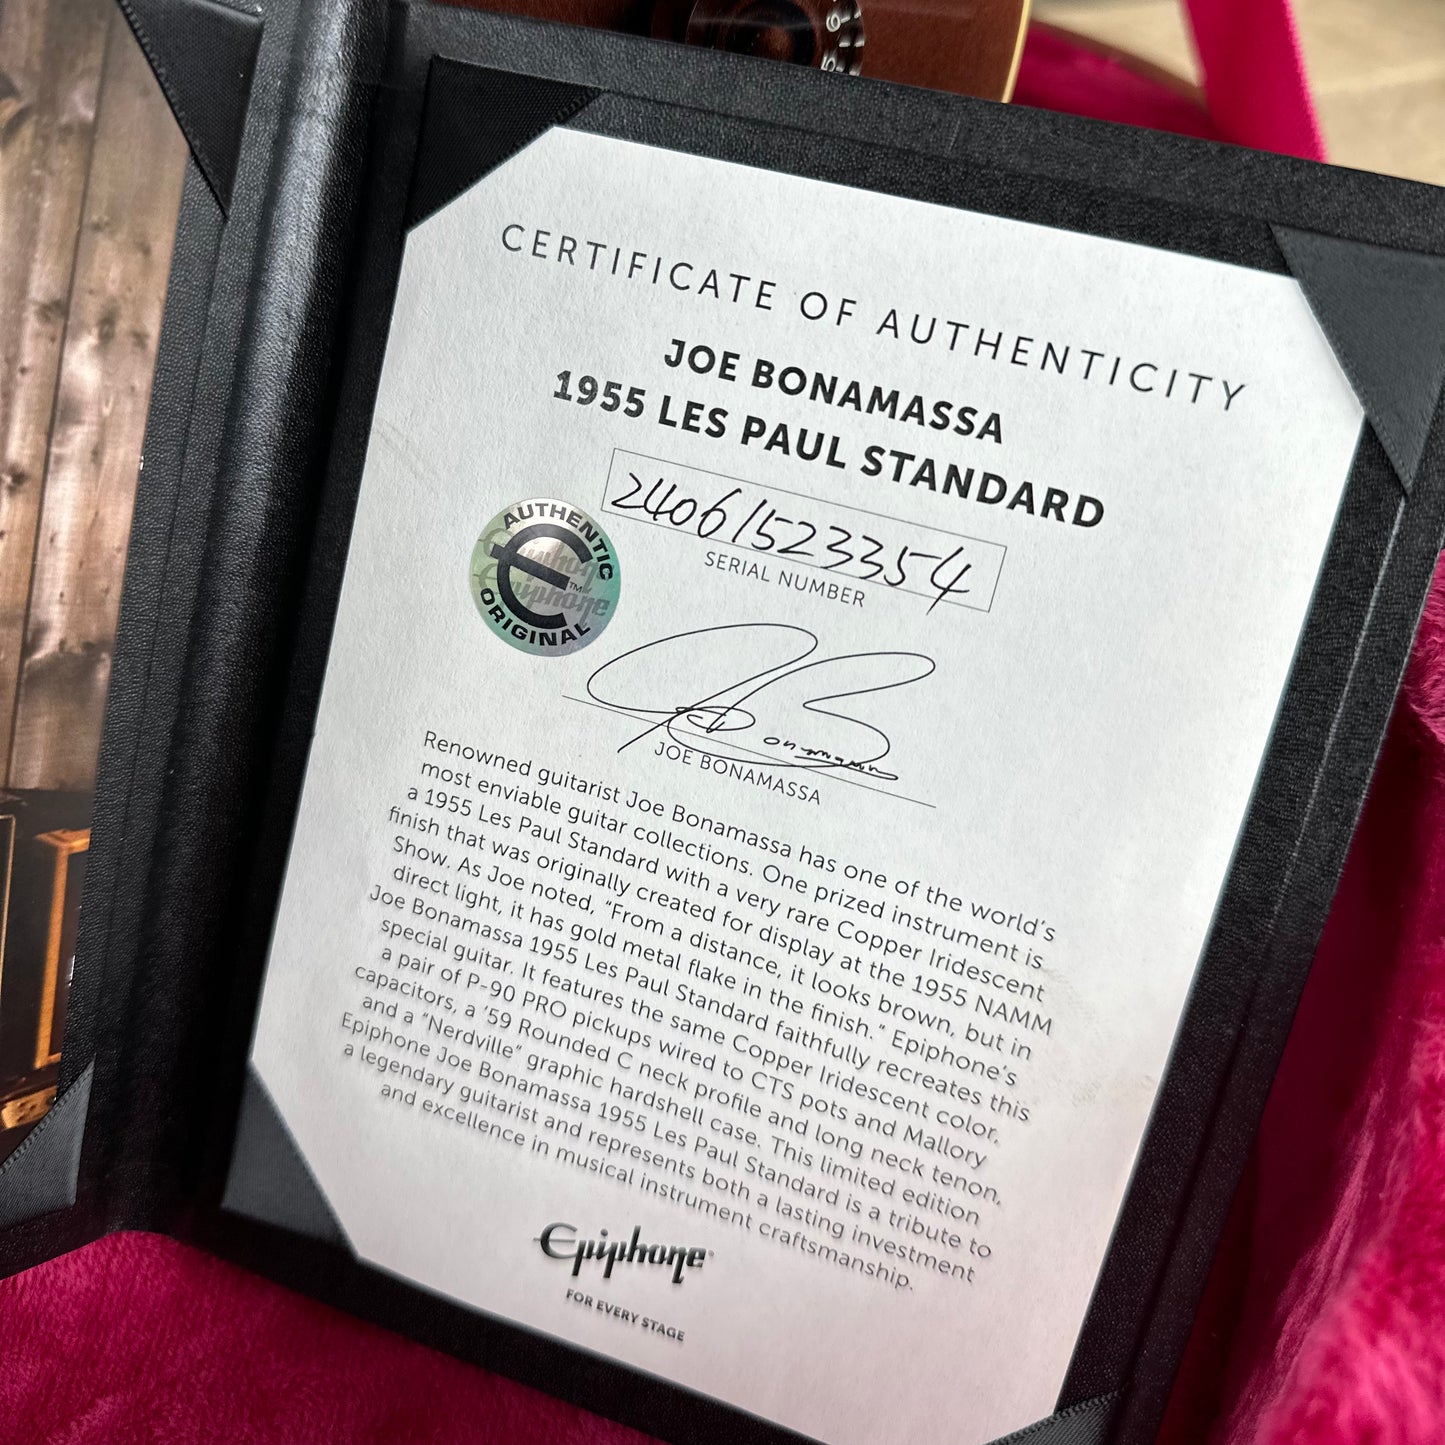 CERTIFICATE OF AUTHENTICITY
JOE BONAMASSA
1955 LES PAUL STANDARD
24061523354
SERIAL NUMBER
AUTHENTIC
Epiphone
TM
ORIGINAL
Joe Bonamassa
JOE BONAMASSA
Renowned guitarist Joe Bonamassa has one of the world's
most enviable guitar collections. One prized instrument is
a 1955 Les Paul Standard with a very rare Copper Iridescent
finish that was originally created for display at the 1955 NAMM
Show. As Joe noted, “From a distance, it looks brown, but in
direct light, it has gold metal flake in the finish.” Epiphone's
Joe Bonamassa 1955 Les Paul Standard faithfully recreates this
special guitar. It features the same Copper Iridescent color,
a pair of P-90 PRO pickups wired to CTS pots and Mallory
capacitors, a '59 Rounded C neck profile and long neck tenon,
and a “Nerdville” graphic hardshell case. This limited edition
Epiphone Joe Bonamassa 1955 Les Paul Standard is a tribute to
a legendary guitarist and represents both a lasting investment
and excellence in musical instrument craftsmanship.
Epiphone
FOR EVERY STAGE